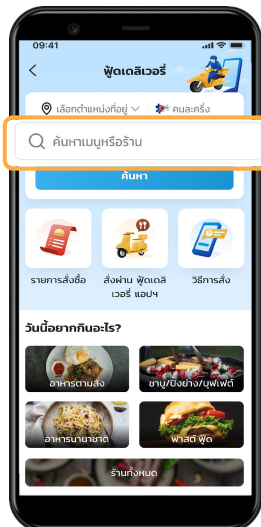 09:41
ฟู้ดเดลิเวอรี่
เลือกตำแหน่งที่อยู่
คนละครึ่ง
ค้นหาเมนูหรือร้าน
ค้นหา
รายการสั่งซื้อ
สั่งผ่าน ฟู้ดเดลิ
เวอรี่ แอปฯ
วิธีการสั่ง
วันนี้อยากกินอะไร?
อาหารตามสั่ง
ชาบู/ปิ้งย่าง/บุฟเฟต์
อาหารนานาชาติ
ฟาสต์ ฟู้ด
ร้านทั้งหมด